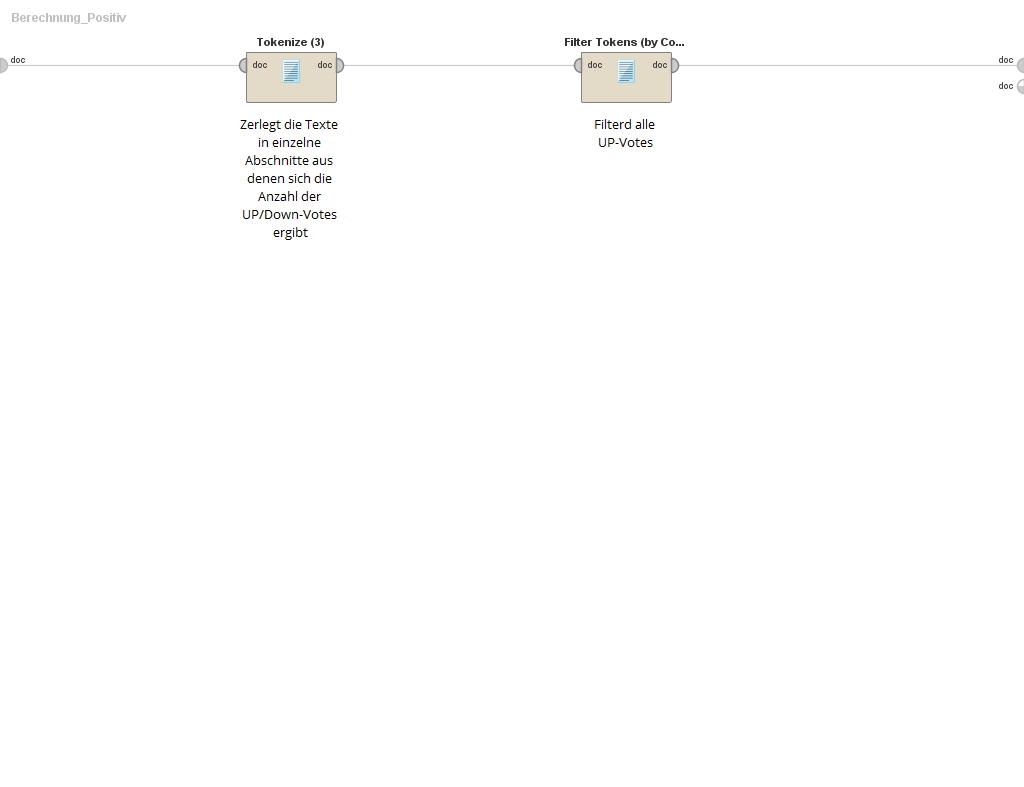 Berechnung_Positiv
doc
Tokenize (3)
doc doc
Zerlegt die Texte
in einzelne
Abschnitte aus
denen sich die
Anzahl der
UP/Down-Votes
ergibt
Filter Tokens (by Co...
doc doc
Filterd alle
UP-Votes
doc
doc